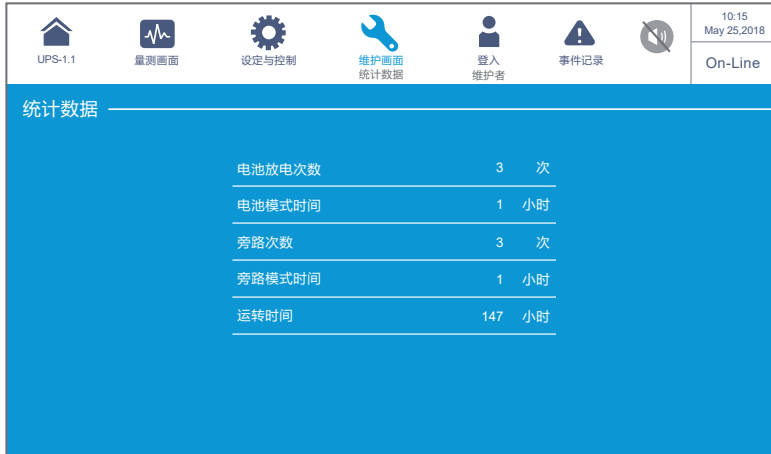 UPS-1.1
量测画面
设定与控制
维护画面
统计数据
登入
维护者
事件记录
10:15
May 25,2018
On-Line
统计数据
电池放电次数 3 次
电池模式时间 1 小时
旁路次数 3 次
旁路模式时间 1 小时
运转时间 147 小时